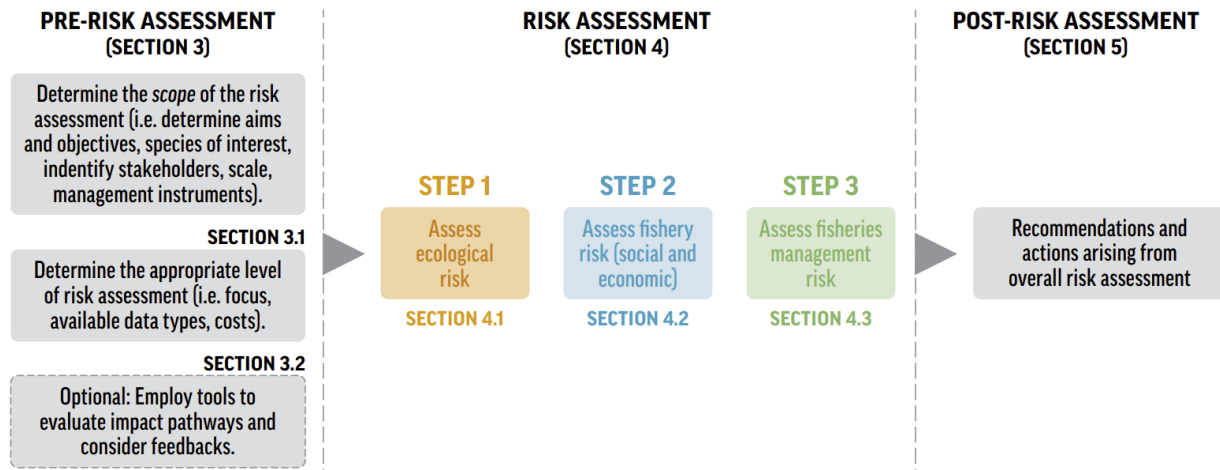 PRE-RISK ASSESSMENT
(SECTION 3)
Determine the scope of the risk
assessment (i.e. determine aims
and objectives, species of interest,
indentify stakeholders, scale,
management instruments).
SECTION 3.1
Determine the appropriate level
of risk assessment (i.e. focus,
available data types, costs).
SECTION 3.2
Optional: Employ tools to
evaluate impact pathways and
consider feedbacks.
RISK ASSESSMENT
(SECTION 4)
STEP 1
Assess
ecological
risk
SECTION 4.1
STEP 2
Assess fishery
risk (social and
economic)
SECTION 4.2
STEP 3
Assess fisheries
management
risk
SECTION 4.3
POST-RISK ASSESSMENT
(SECTION 5)
Recommendations and
actions arising from
overall risk assessment